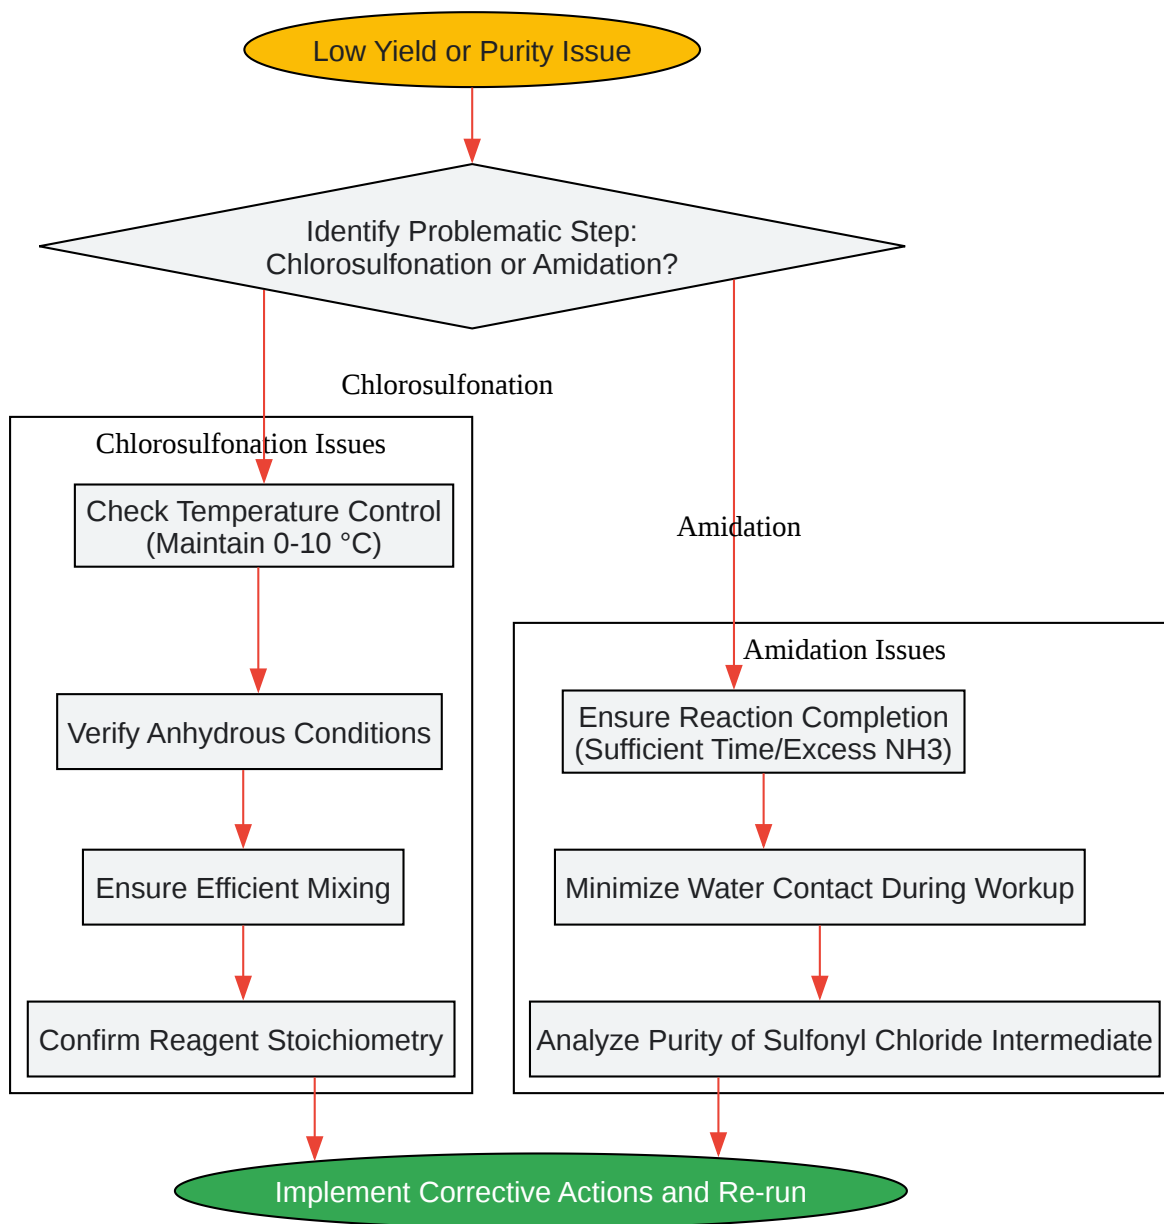 Low Yield or Purity Issue
Identify Problematic Step:
Chlorosulfonation or Amidation?
Chlorosulfonation
Chlorosulfonation Issues
Check Temperature Control
(Maintain 0-10 °C)
Verify Anhydrous Conditions
Ensure Efficient Mixing
Confirm Reagent Stoichiometry
Amidation
Amidation Issues
Ensure Reaction Completion
(Sufficient Time/Excess NH3)
Minimize Water Contact During Workup
Analyze Purity of Sulfonyl Chloride Intermediate
Implement Corrective Actions and Re-run